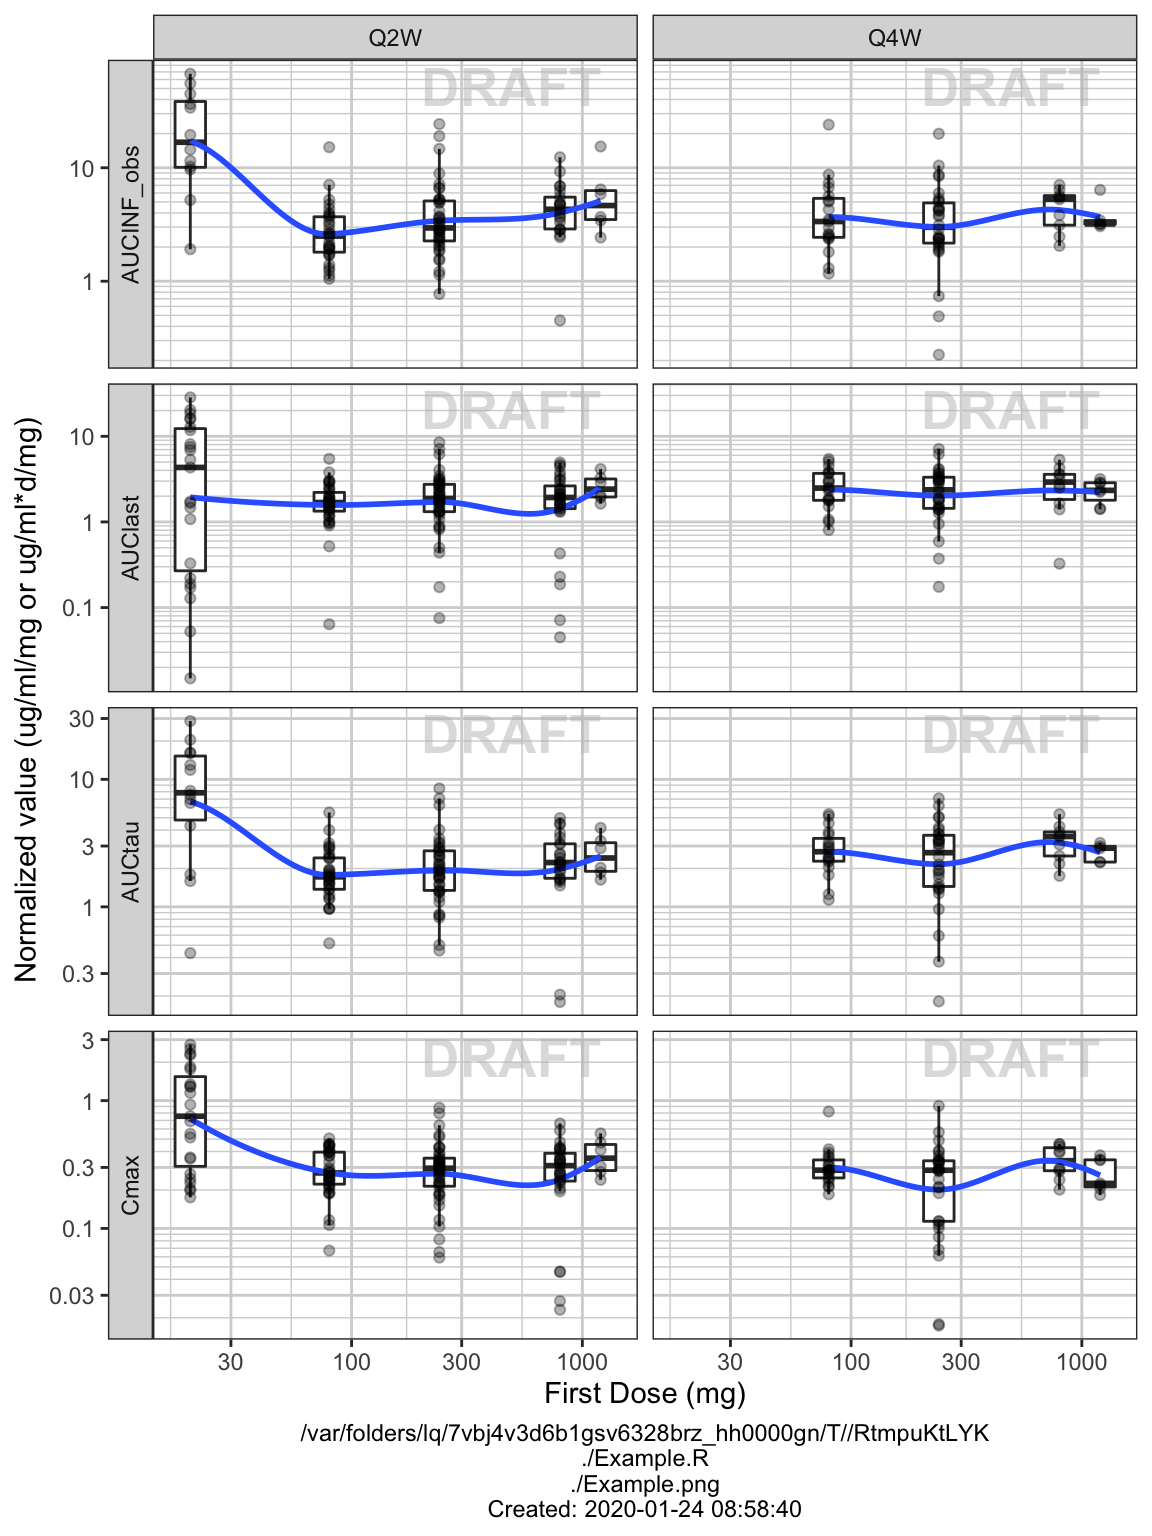 Q2W Q4W
DRAFT DRAFT
AUCINF_obs
10
1
DRAFT DRAFT
AUClast
10
1
0.1
Normalized value (ug/ml/mg or ug/ml*d/mg)
DRAFT DRAFT
AUCtau
30
10
3
1
0.3
DRAFT DRAFT
Cmax
3
1
0.3
0.1
0.03
30 100 300 1000 30 100 300 1000
First Dose (mg)
/var/folders/lq/7vbj4v3d6b1gsv6328brz_hh0000gn/T//RtmpuKtLYK
./Example.R
./Example.png
Created: 2020-01-24 08:58:40